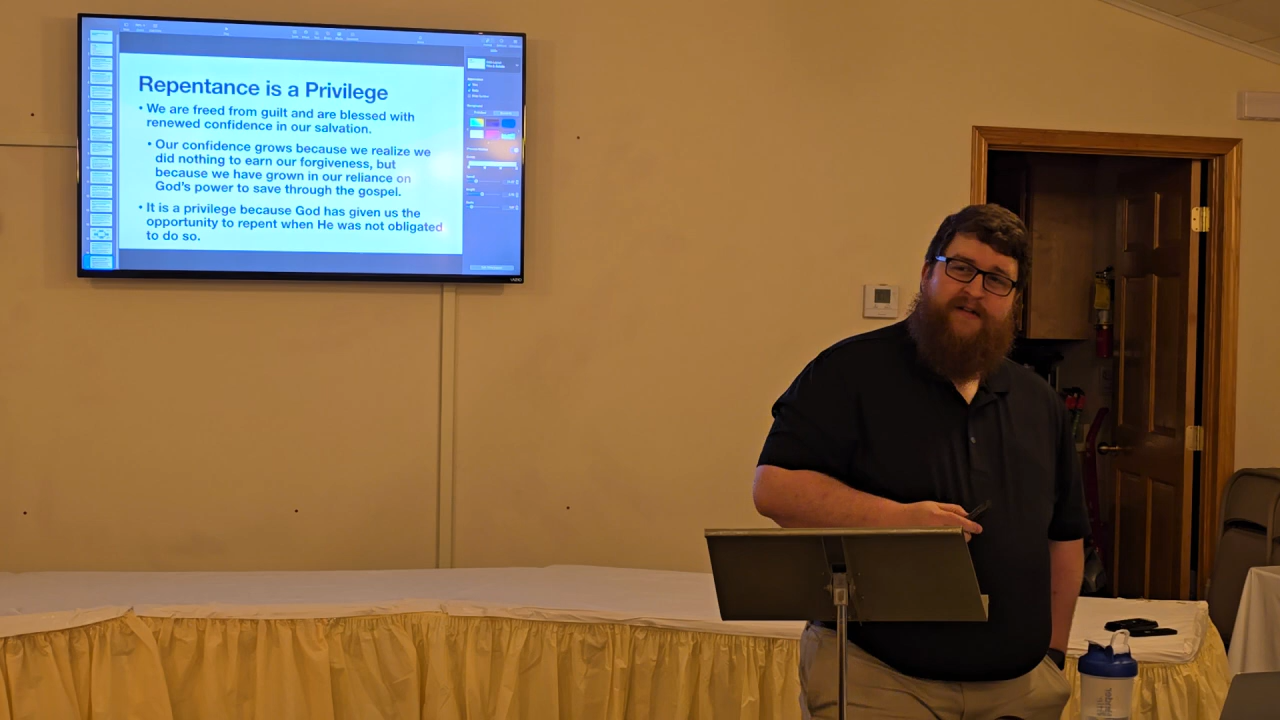 Repentance is a Privilege
• We are freed from guilt and are blessed with
renewed confidence in our salvation.
• Our confidence grows because we realize we
did nothing to earn our forgiveness, but
because we have grown in our reliance on
God's power to save through the gospel.
• It is a privilege because God has given us the
opportunity to repent when He was not obligated
to do so.
VIZIO